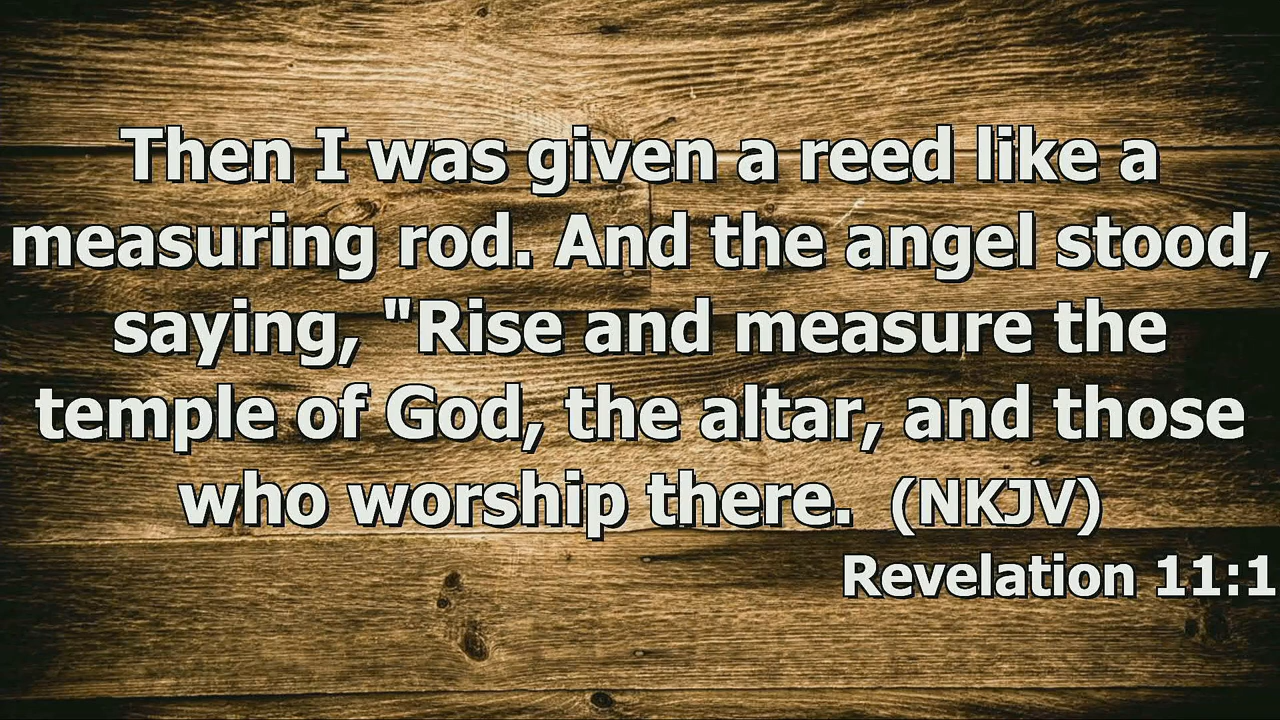 Then I was given a reed like a
measuring rod. And the angel stood,
saying, "Rise and measure the
temple of God, the altar, and those
who worship there. (NKJV)
Revelation 11:1